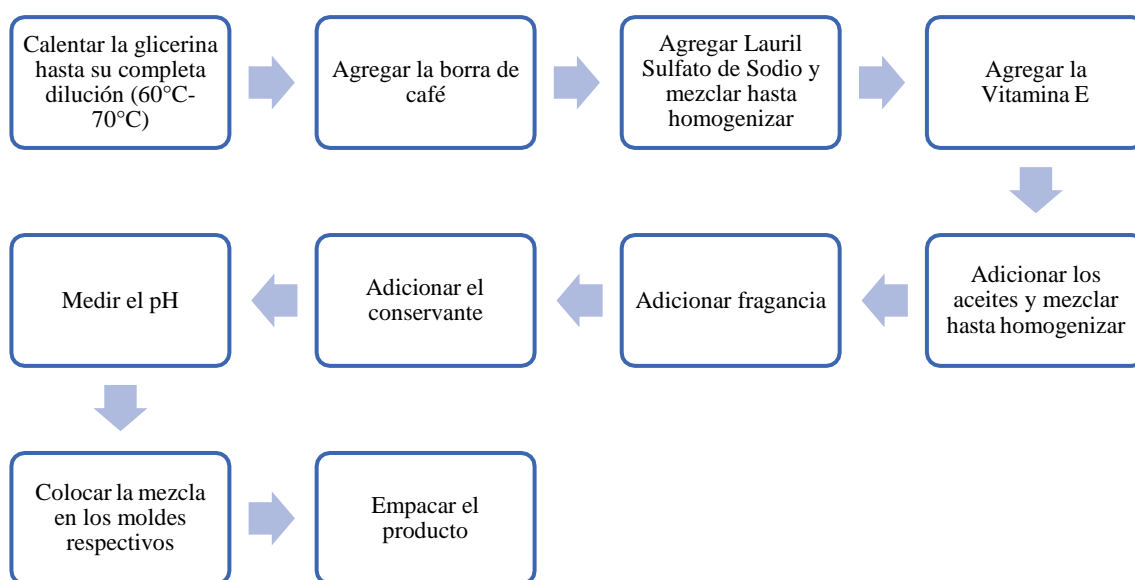 Calentar la glicerina
hasta su completa
dilución (60°C-
70°C)
Agregar la borra de
café
Agregar Lauril
Sulfato de Sodio y
mezclar hasta
homogenizar
Agregar la
Vitamina E
Adicionar los
aceites y mezclar
hasta homogenizar
Adicionar fragancia
Adicionar el
conservante
Medir el pH
Colocar la mezcla
en los moldes
respectivos
Empacar el
producto